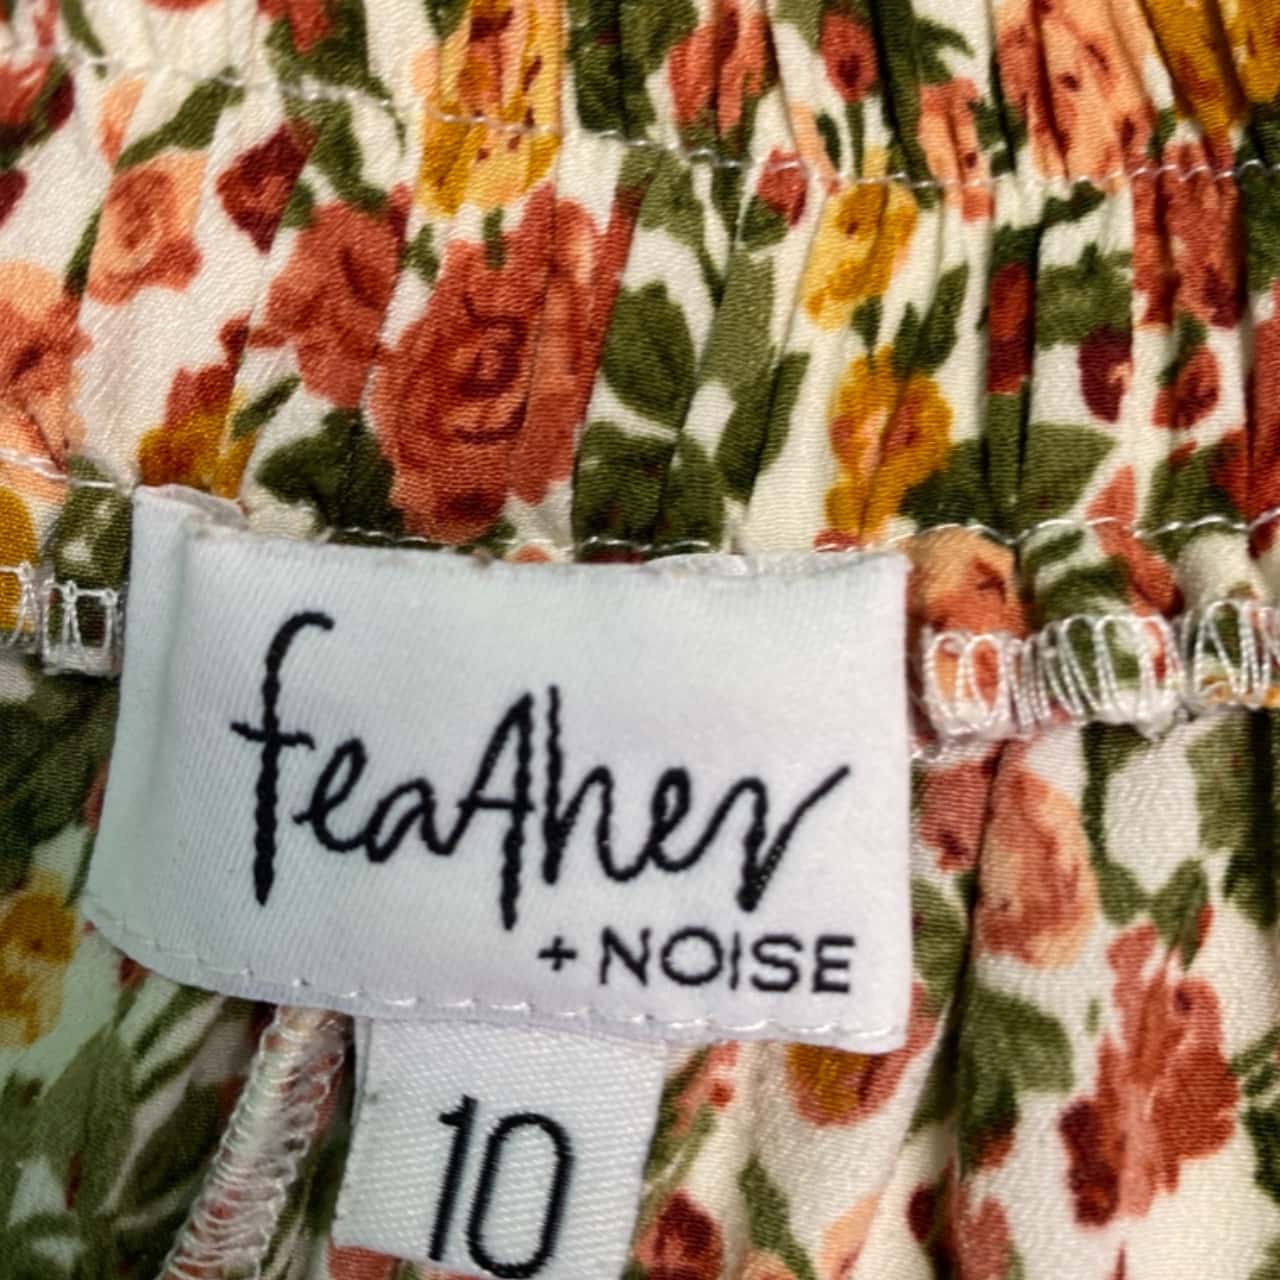 feather
+ NOISE
10